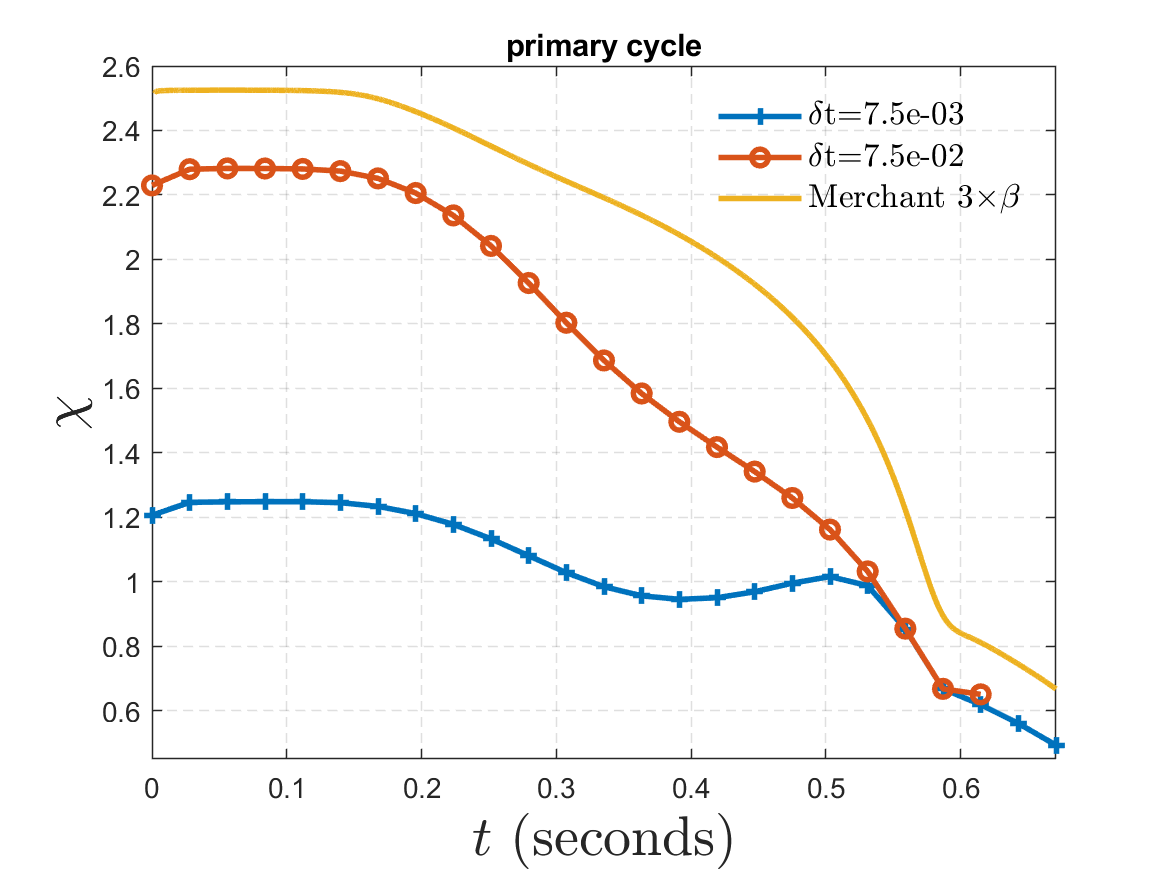 primary cycle
2.6
2.4
2.2
2
1.8
1.6
1.4
1.2
1
0.8
0.6
χ
δt=7.5e-03
δt=7.5e-02
Merchant 3×β
0 0.1 0.2 0.3 0.4 0.5 0.6
t (seconds)